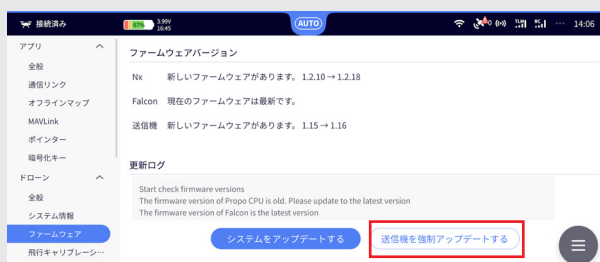 接続済み
87%
3.99V
16:45
AUTO
14:06
アプリ
全般
通信リンク
オフラインマップ
MAVLink
ポインター
暗号化キー
ドローン
全般
システム情報
ファームウェア
飛行キャリブレーシ…
ファームウェアバージョン
Nx 新しいファームウェアがあります。 1.2.10 → 1.2.18
Falcon 現在のファームウェアは最新です。
送信機 新しいファームウェアがあります。 1.15 → 1.16
更新ログ
Start check firmware versions
The firmware version of Propo CPU is old. Please update to the latest version
The firmware version of Falcon is the latest version
システムをアップデートする
送信機を強制アップデートする